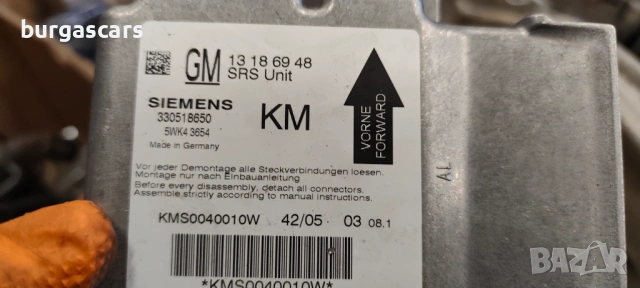 burgascars
GM
13 18 69 48
SRS Unit
SIEMENS
330518650
5WK43654
Made in Germany
KM
VORNE
FORWARD
Vor jeder Demontage alle Steckverbindungen loesen.
Montage nur nach Einbauanleitung
Before every disassembly, detach all connectors.
Assemble strictly according to manual instructions.
KMS0040010W 42/05 03 08.1
*KMS0040010W*
AL
BAZAR